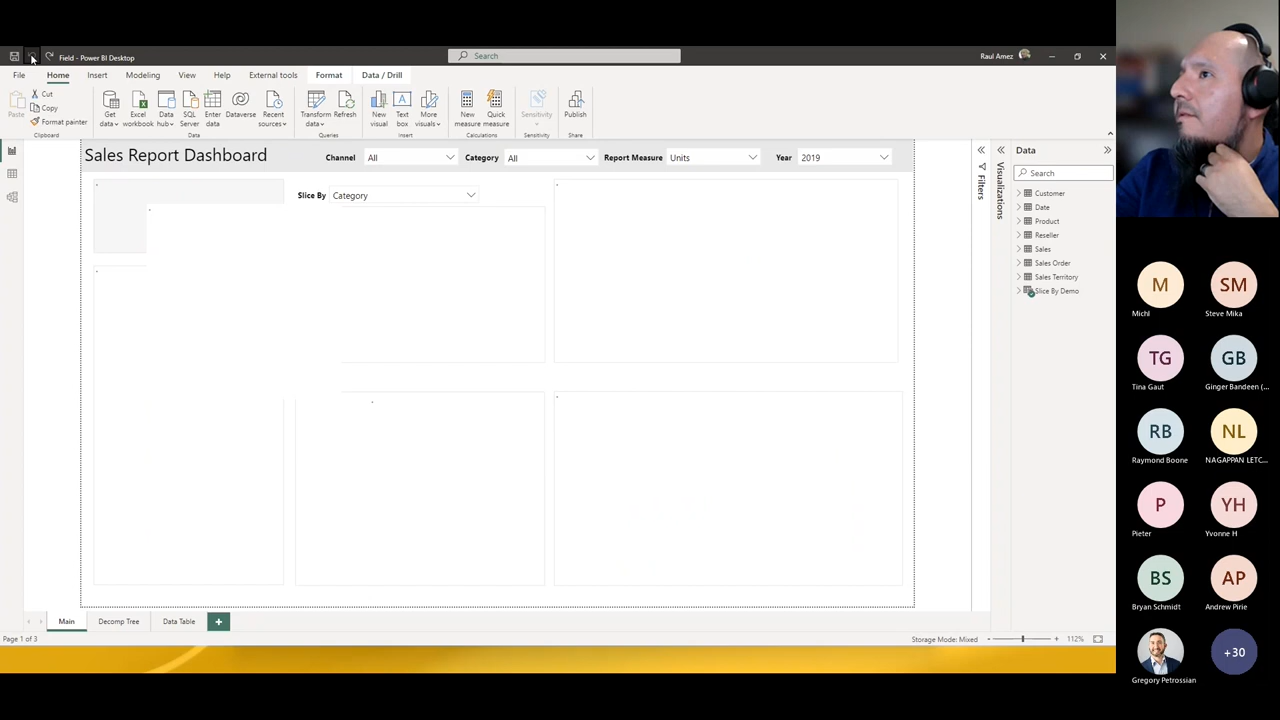 Field - Power BI Desktop
Search
Raul Amez
File Home Insert Modeling View Help External tools Format Data / Drill
Paste
Cut
Copy
Format painter
Clipboard
Get data
Excel workbook
Data hub
SQL Server
Enter data
Dataverse
Recent sources
Data
Transform data
Refresh
Queries
New visual
Text box
More visuals
Insert
New measure
Quick measure
Calculations
Sensitivity
Sensitivity
Publish
Share
Sales Report Dashboard
Channel All
Category All
Report Measure Units
Year 2019
Slice By Category
Filters
Visualizations
Data
Search
Customer
Date
Product
Reseller
Sales
Sales Order
Sales Territory
Slice By Demo
Main
Decomp Tree
Data Table
Page 1 of 3
Storage Mode: Mixed
- + 112%
M
Michl
SM
Steve Mika
TG
Tina Gaut
GB
Ginger Bandeen (...
RB
Raymond Boone
NL
NAGAPPAN LETC...
P
Pieter
YH
Yvonne H
BS
Bryan Schmidt
AP
Andrew Pirie
Gregory Petrossian
+30